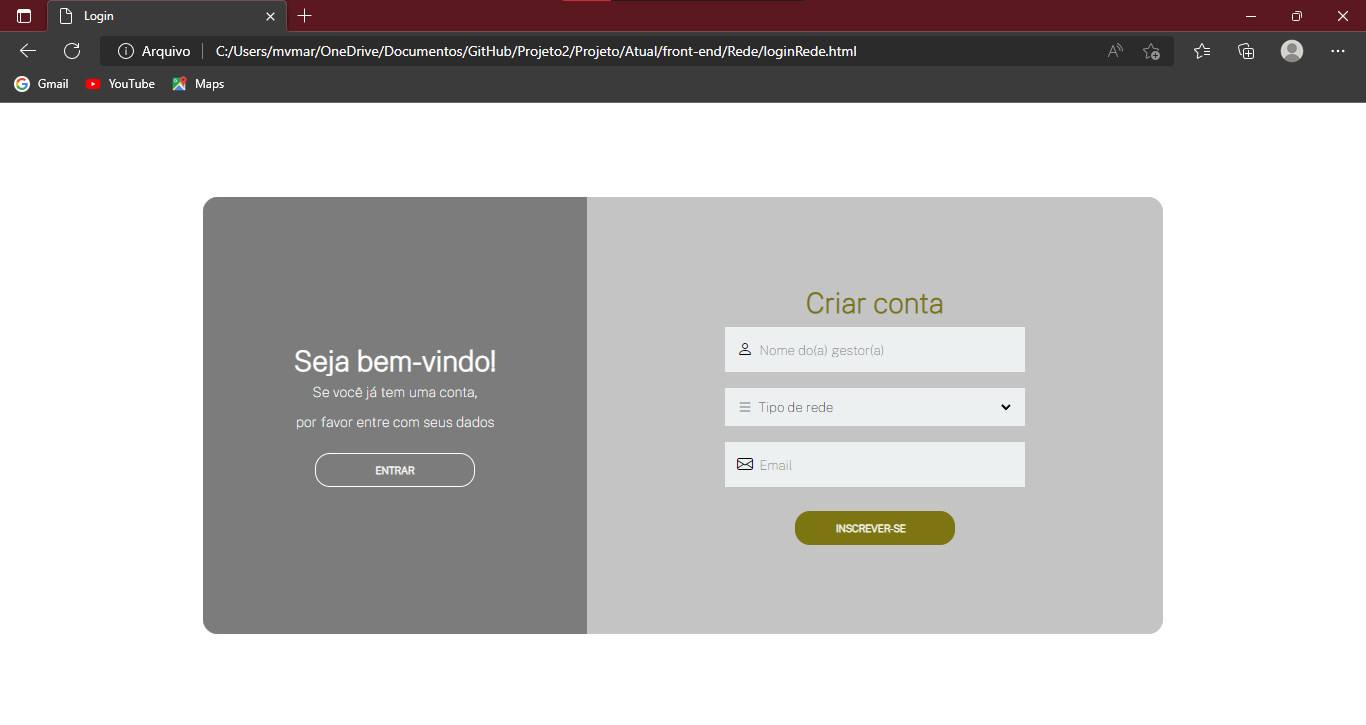 Login
Arquivo
C:/Users/mvmar/OneDrive/Documentos/GitHub/Projeto2/Projeto/Atual/front-end/Rede/loginRede.html
Gmail
YouTube
Maps
Seja bem-vindo!
Se você já tem uma conta,
por favor entre com seus dados
ENTRAR
Criar conta
Nome do(a) gestor(a)
Tipo de rede
Email
INSCREVER-SE